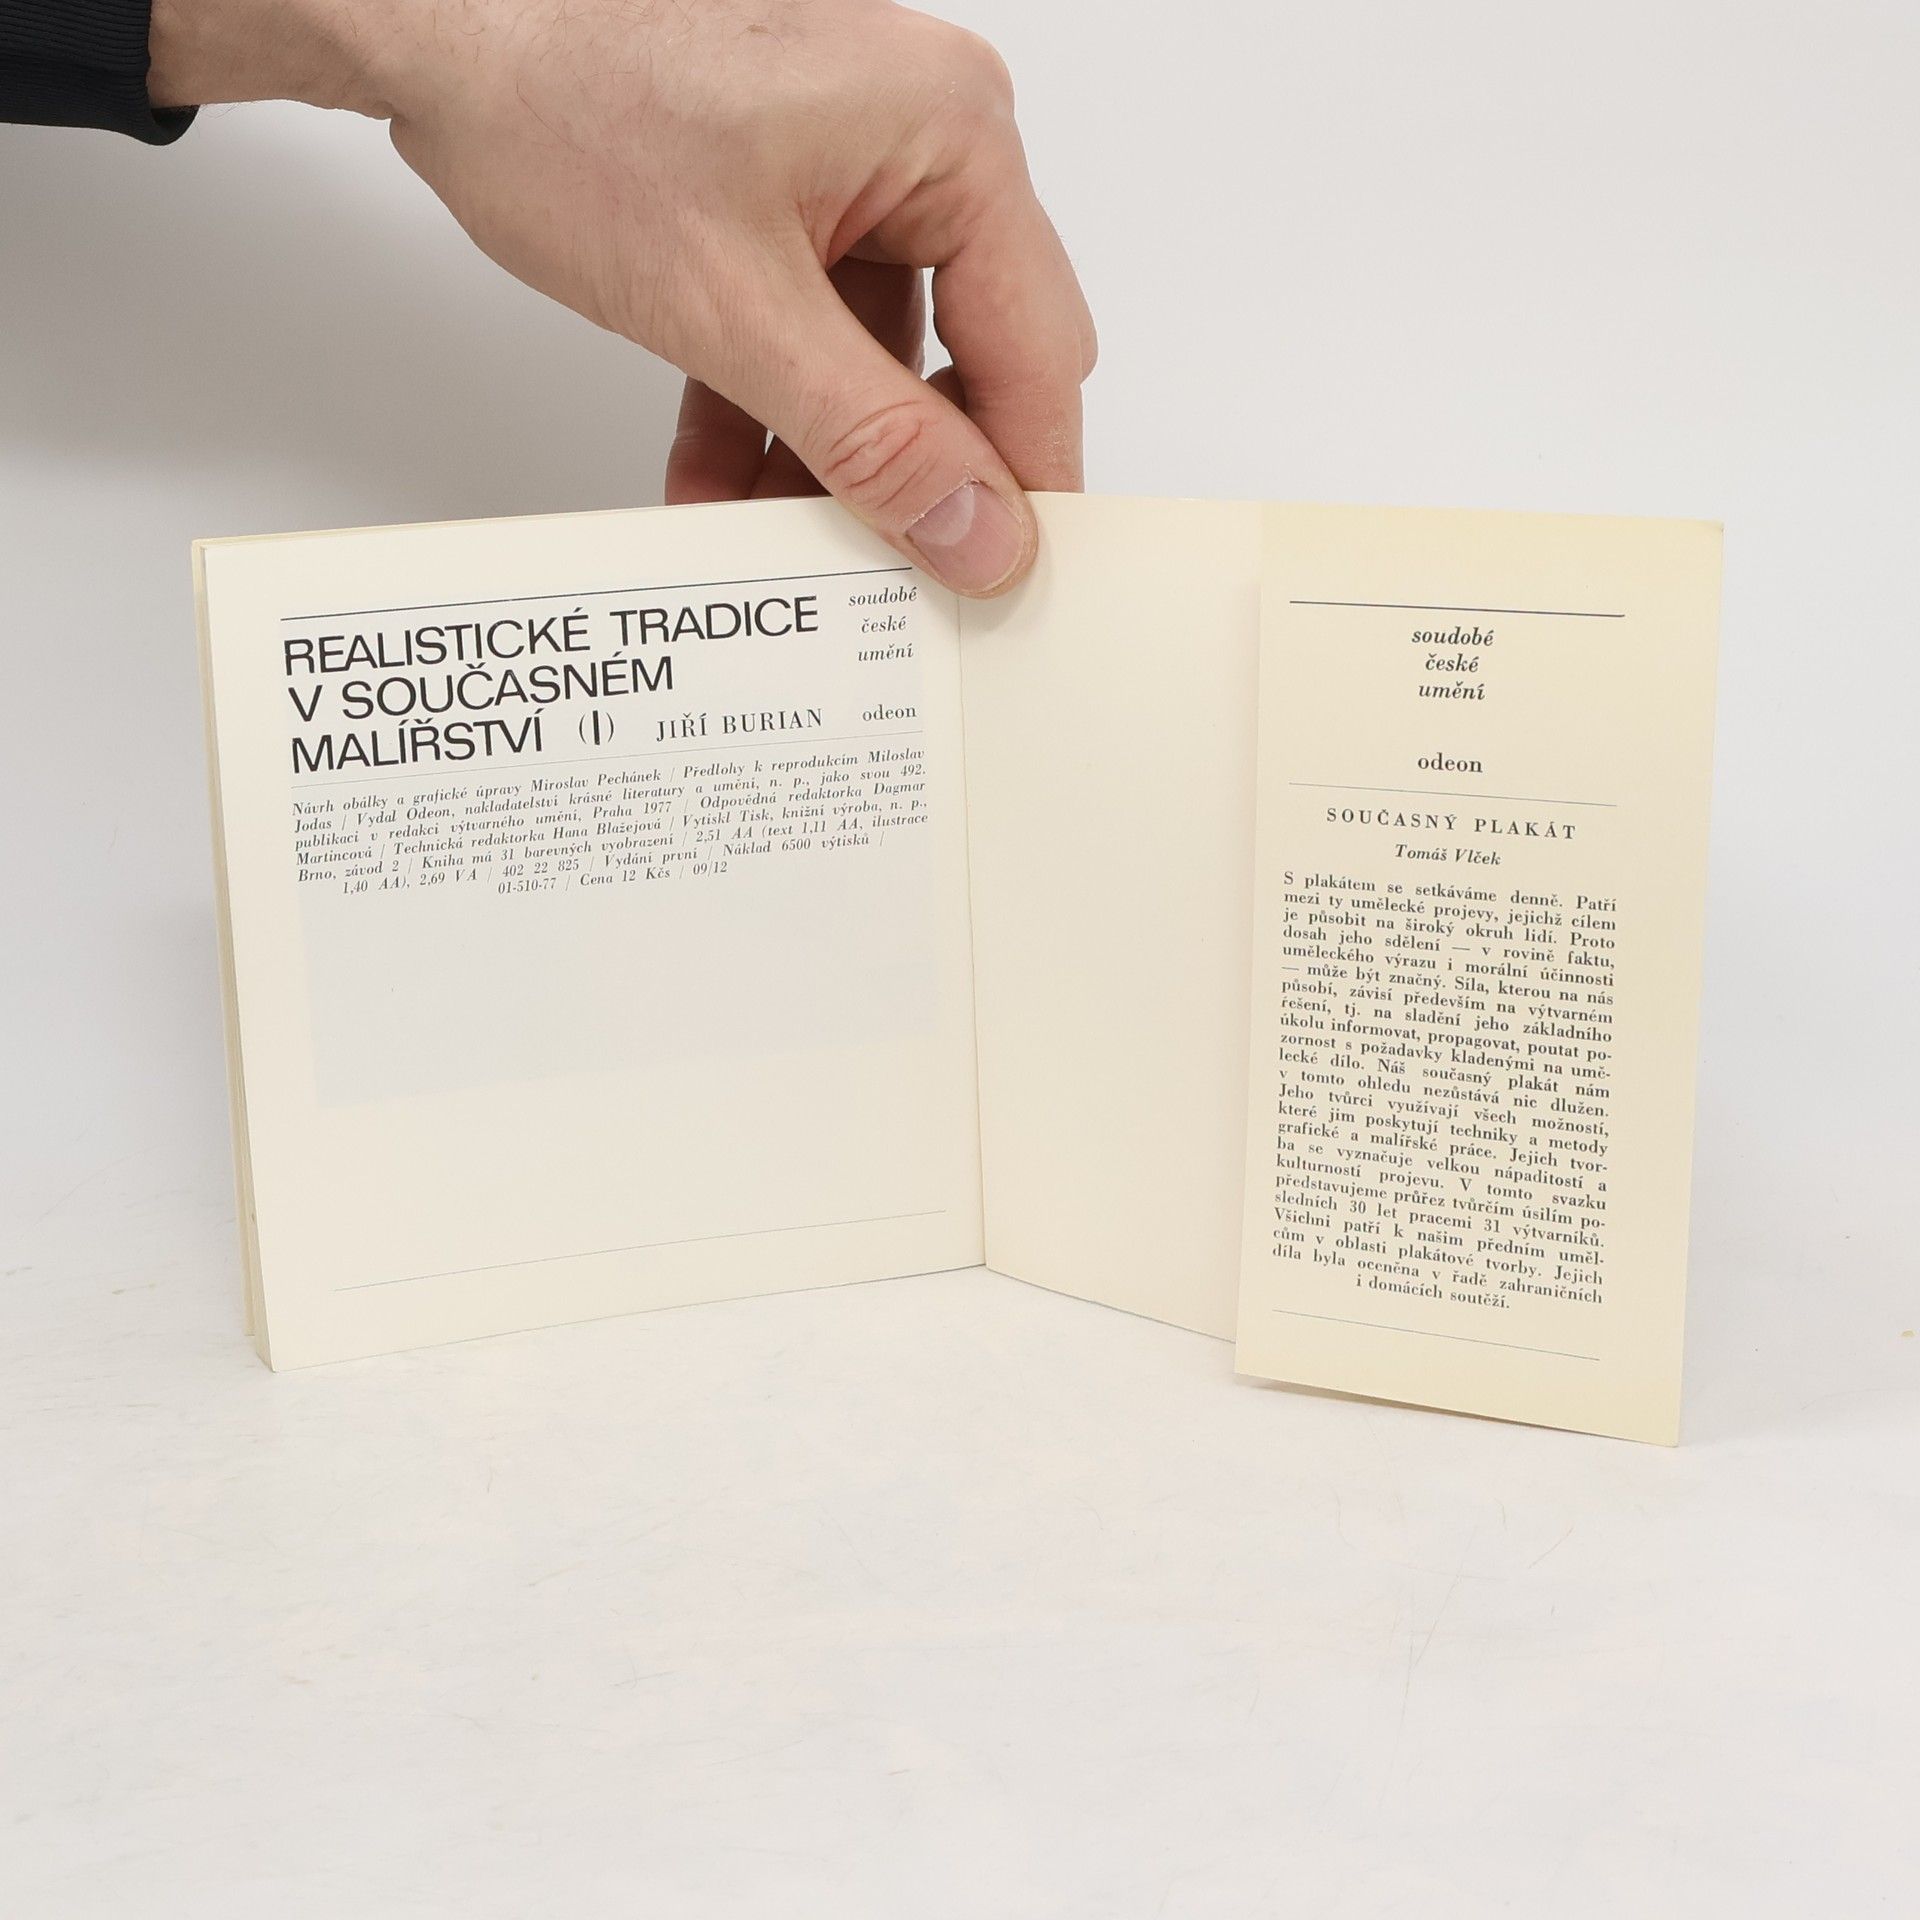 REALISTICKÉ TRADICE
V SOUČASNÉM
MALÍŘSTVÍ (I) JIŘÍ BURIAN
soudobé
české
umění
odeon
Návrh obálky a grafické úpravy Miroslav Pechánek / Předlohy k reprodukcím Miloslav
Jodas / Vydal Odeon, nakladatelství krásné literatury a umění, n. p., jako svou 492.
publikaci v redakci výtvarného umění, Praha 1977 / Odpovědná redaktorka Dagmar
Martincová / Technická redaktorka Hana Blažejová / Vytiskl Tisk, knižní výroba, n. p.,
Brno, závod 2 / Kniha má 31 barevných vyobrazení / 2,51 AA (text 1,11 AA, ilustrace
1,40 AA), 2,69 VA / 402 22 825 / Vydání první / Náklad 6500 výtisků /
01-510-77 / Cena 12 Kčs / 09/12
soudobé
české
umění
odeon
SOUČASNÝ PLAKÁT
Tomáš Vlček
S plakátem se setkáváme denně. Patří
mezi ty umělecké projevy, jejichž cílem
je působit na široký okruh lidí. Proto
dosah jeho sdělení — v rovině faktu,
uměleckého výrazu i morální účinnosti
— může být značný. Síla, kterou na nás
působí, závisí především na výtvarném
řešení, tj. na sladění jeho základního
úkolu informovat, propagovat, poutat po-
zornost s požadavky kladenými na umě-
lecké dílo. Náš současný plakát nám
v tomto ohledu nezůstává nic dlužen.
Jeho tvůrci využívají všech možností,
které jim poskytují techniky a metody
grafické a malířské práce. Jejich tvor-
ba se vyznačuje velkou nápaditostí a
kulturností projevu. V tomto svazku
představujeme průřez tvůrčím úsilím po-
sledních 30 let pracemi 31 výtvarníků.
Všichni patří k našim předním uměl-
cům v oblasti plakátové tvorby. Jejich
díla byla oceněna v řadě zahraničních
i domácích soutěží.